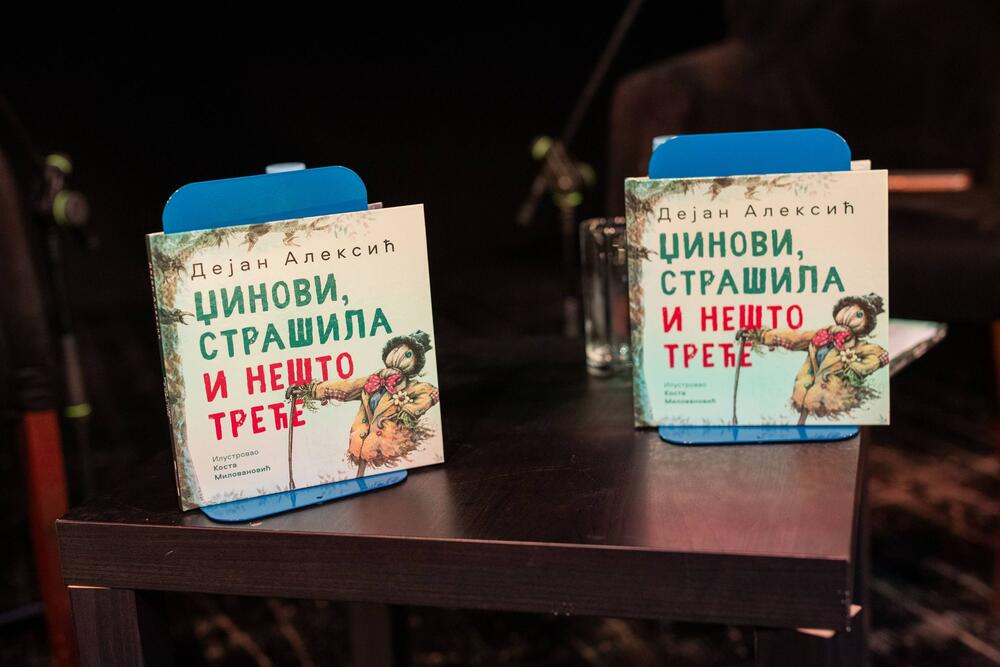 Дејан Алексић
ЏИНОВИ,
СТРАШИЛА
И НЕШТО
ТРЕЋЕ
Илустровао
Коста
Миловановић
Дејан Алексић
ЏИНОВИ,
СТРАШИЛА
И НЕШТО
ТРЕЋЕ
Илустровао
Коста
Миловановић